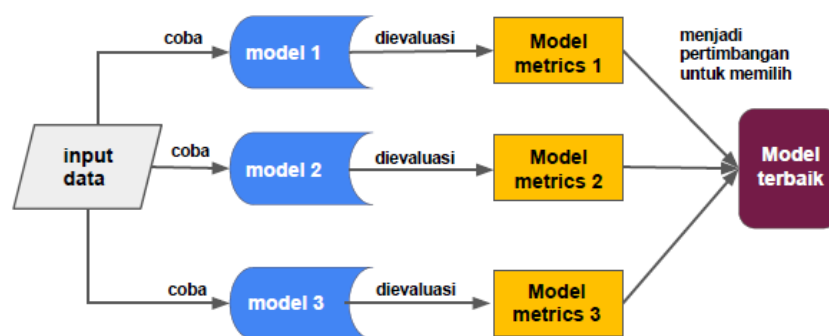 coba
model 1
dievaluasi
Model
metrics 1
menjadi
pertimbangan
untuk memilih
input
data
coba
model 2
dievaluasi
Model
metrics 2
Model
terbaik
coba
model 3
dievaluasi
Model
metrics 3